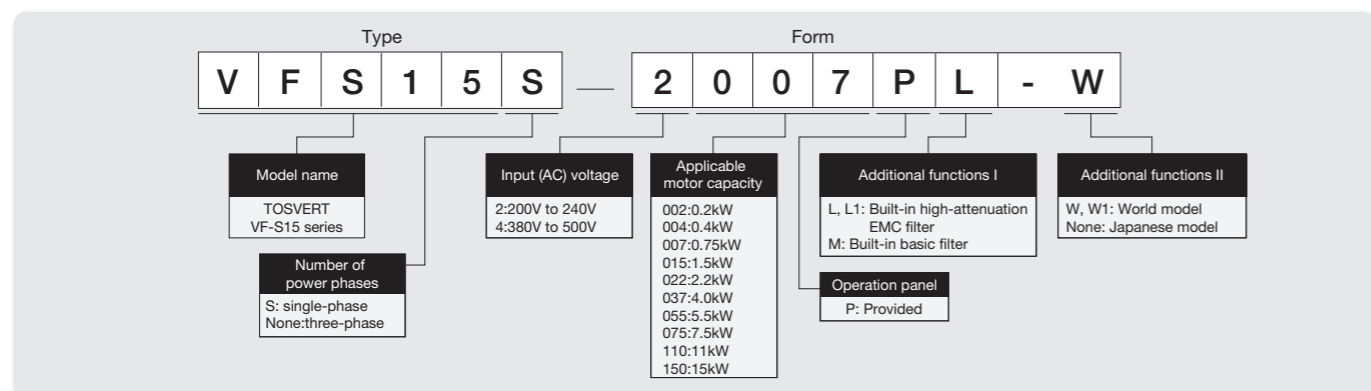 Type
Form
V F S 1 5 S — 2 0 0 7 P L - W
Model name
TOSVERT
VF-S15 series
Number of
power phases
S: single-phase
None:three-phase
Input (AC) voltage
2:200V to 240V
4:380V to 500V
Applicable
motor capacity
002:0.2kW
004:0.4kW
007:0.75kW
015:1.5kW
022:2.2kW
037:4.0kW
055:5.5kW
075:7.5kW
110:11kW
150:15kW
Additional functions I
L, L1: Built-in high-attenuation
EMC filter
M: Built-in basic filter
Operation panel
P: Provided
Additional functions II
W, W1: World model
None: Japanese model